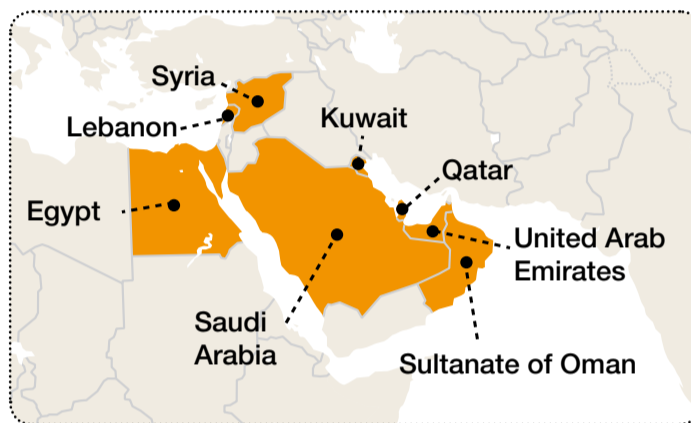 Syria
Lebanon
Kuwait
Qatar
Egypt
United Arab
Emirates
Saudi
Arabia
Sultanate of Oman